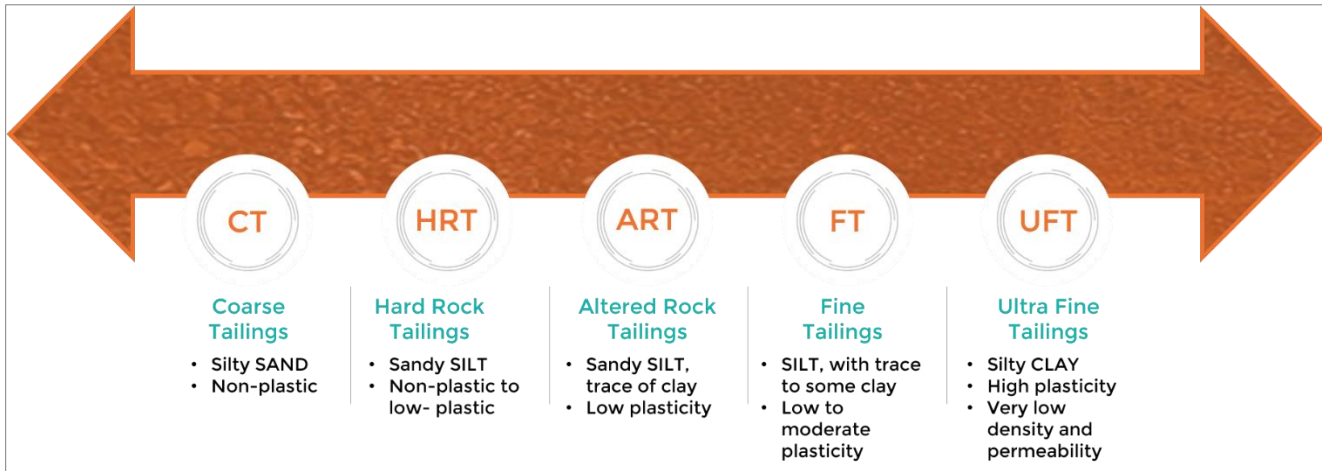 CT
HRT
ART
FT
UFT
Coarse
Tailings
• Silty SAND
• Non-plastic
Hard Rock
Tailings
• Sandy SILT
• Non-plastic to
low- plastic
Altered Rock
Tailings
• Sandy SILT,
trace of clay
• Low plasticity
Fine
Tailings
• SILT, with trace
to some clay
• Low to
moderate
plasticity
Ultra Fine
Tailings
• Silty CLAY
• High plasticity
• Very low
density and
permeability